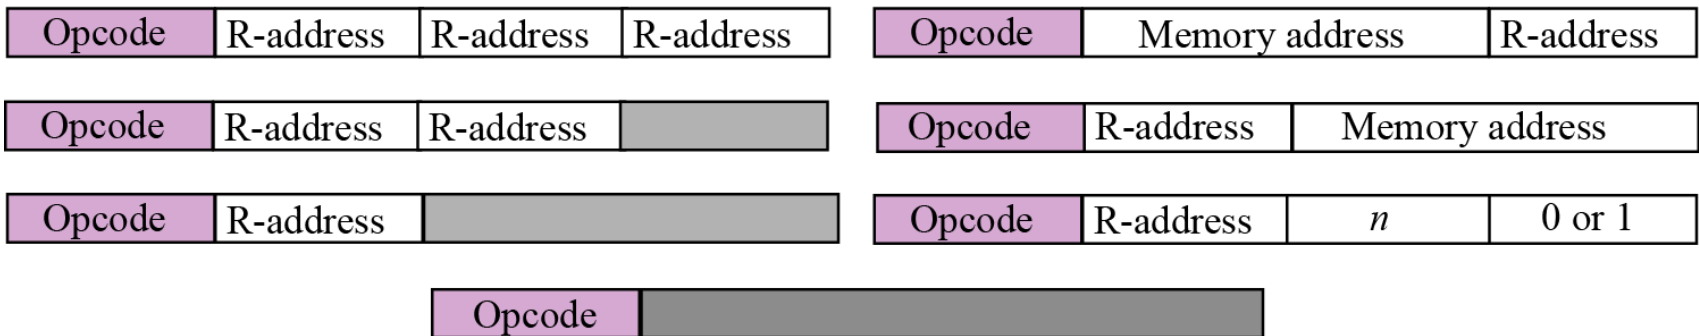 Opcode R-address R-address R-address Opcode Memory address R-address
Opcode R-address R-address Opcode R-address Memory address
Opcode R-address Opcode R-address n 0 or 1
Opcode